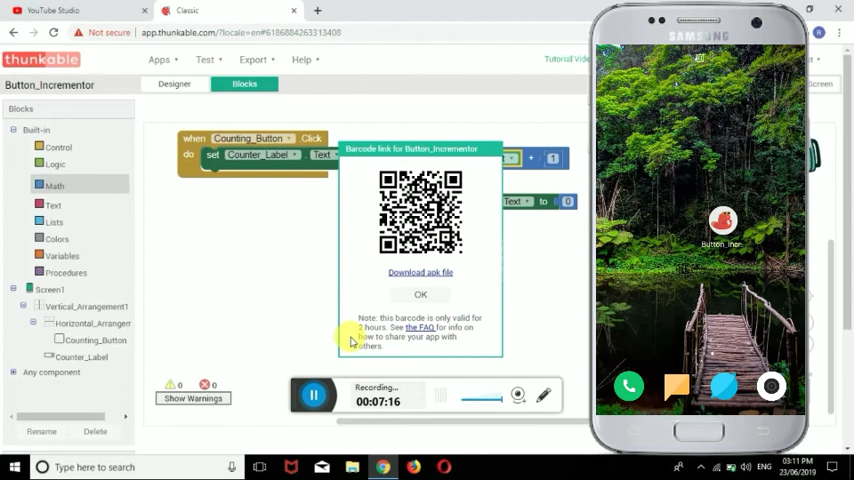 YouTube Studio
Classic
Not secure
app.thunkable.com/?locale=en#6186884263313408
thunkable
Apps
Test
Export
Help
Tutorial Vide
Button_Incrementor
Designer
Blocks
Screen
Blocks
Built-in
Control
Logic
Math
Text
Lists
Colors
Variables
Procedures
Screen1
Vertical_Arrangement1
Horizontal_Arrangem
Counting_Button
Counter_Label
Any component
Rename
Delete
when Counting_Button . Click
do set Counter_Label . Text
+ 1
Text to 0
Barcode link for Button_Incrementor
Download apk file
OK
Note: this barcode is only valid for
2 hours. See the FAQ for info on
how to share your app with
others.
0
0
Show Warnings
Recording...
00:07:16
SAMSUNG
Button_Incr..
Type here to search
ENG
03:11 PM
23/06/2019